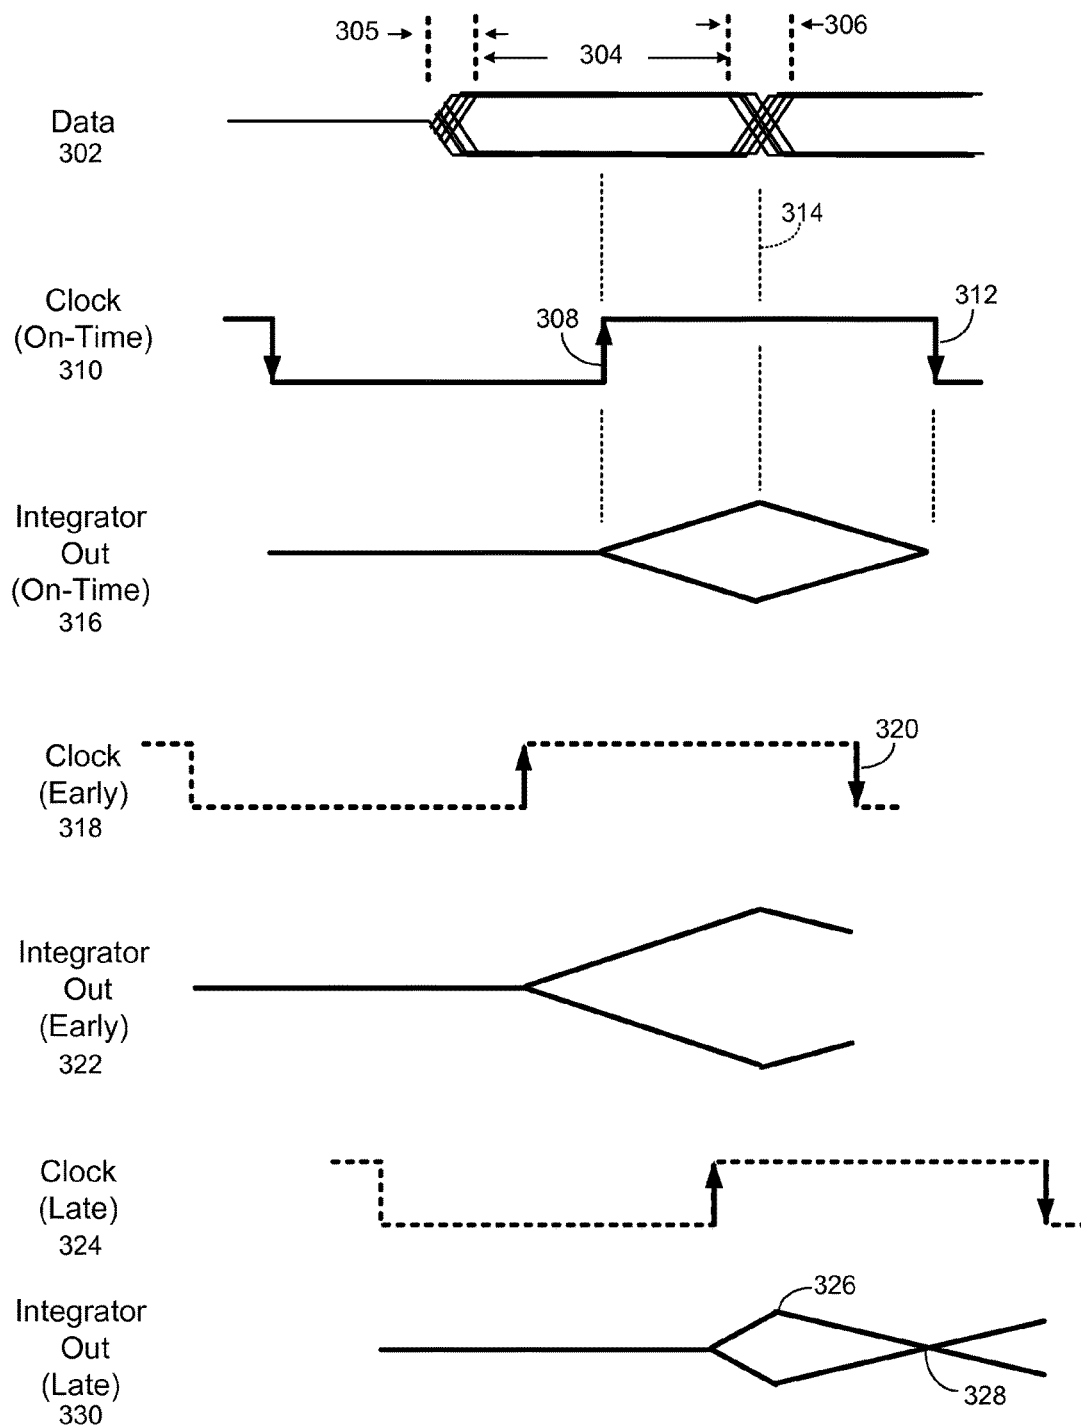 305
304
306
Data
302
314
Clock
(On-Time)
310
308
312
Integrator
Out
(On-Time)
316
Clock
(Early)
318
320
Integrator
Out
(Early)
322
Clock
(Late)
324
Integrator
Out
(Late)
330
326
328